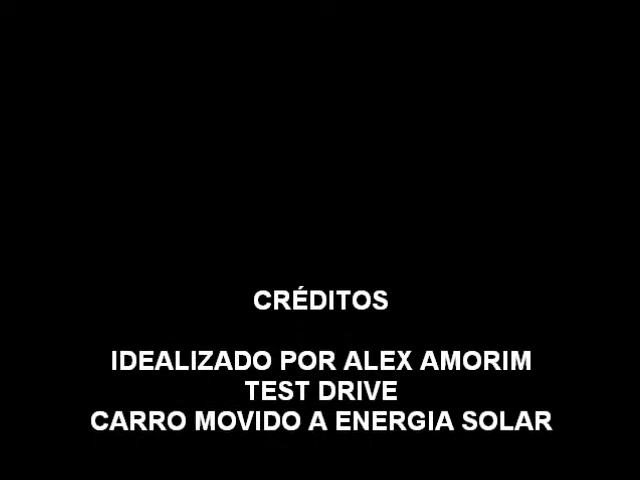 CRÉDITOS
IDEALIZADO POR ALEX AMORIM
TEST DRIVE
CARRO MOVIDO A ENERGIA SOLAR